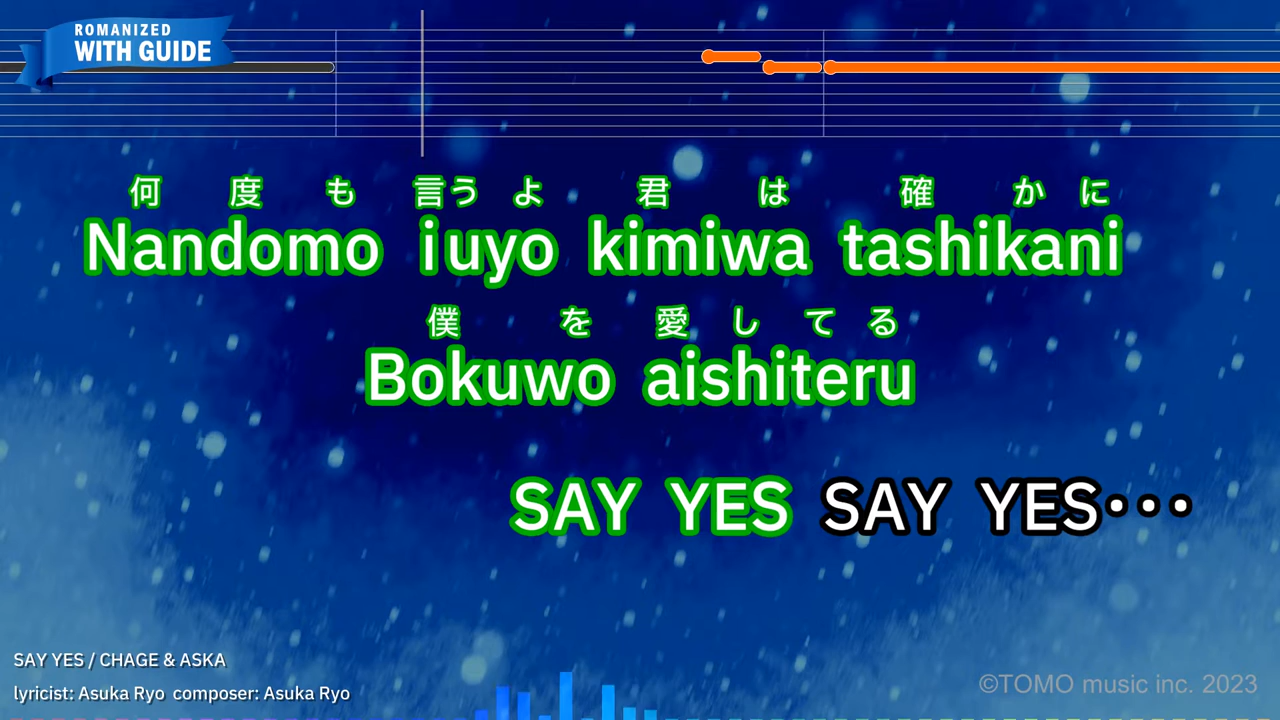 ROMANIZED
WITH GUIDE
何度も言うよ君は確かに
Nandomo iuyo kimiwa tashikani
僕を愛してる
Bokuwo aishiteru
SAY YES SAY YES・・・
SAY YES / CHAGE & ASKA
lyricist: Asuka Ryo composer: Asuka Ryo
©TOMO music inc. 2023